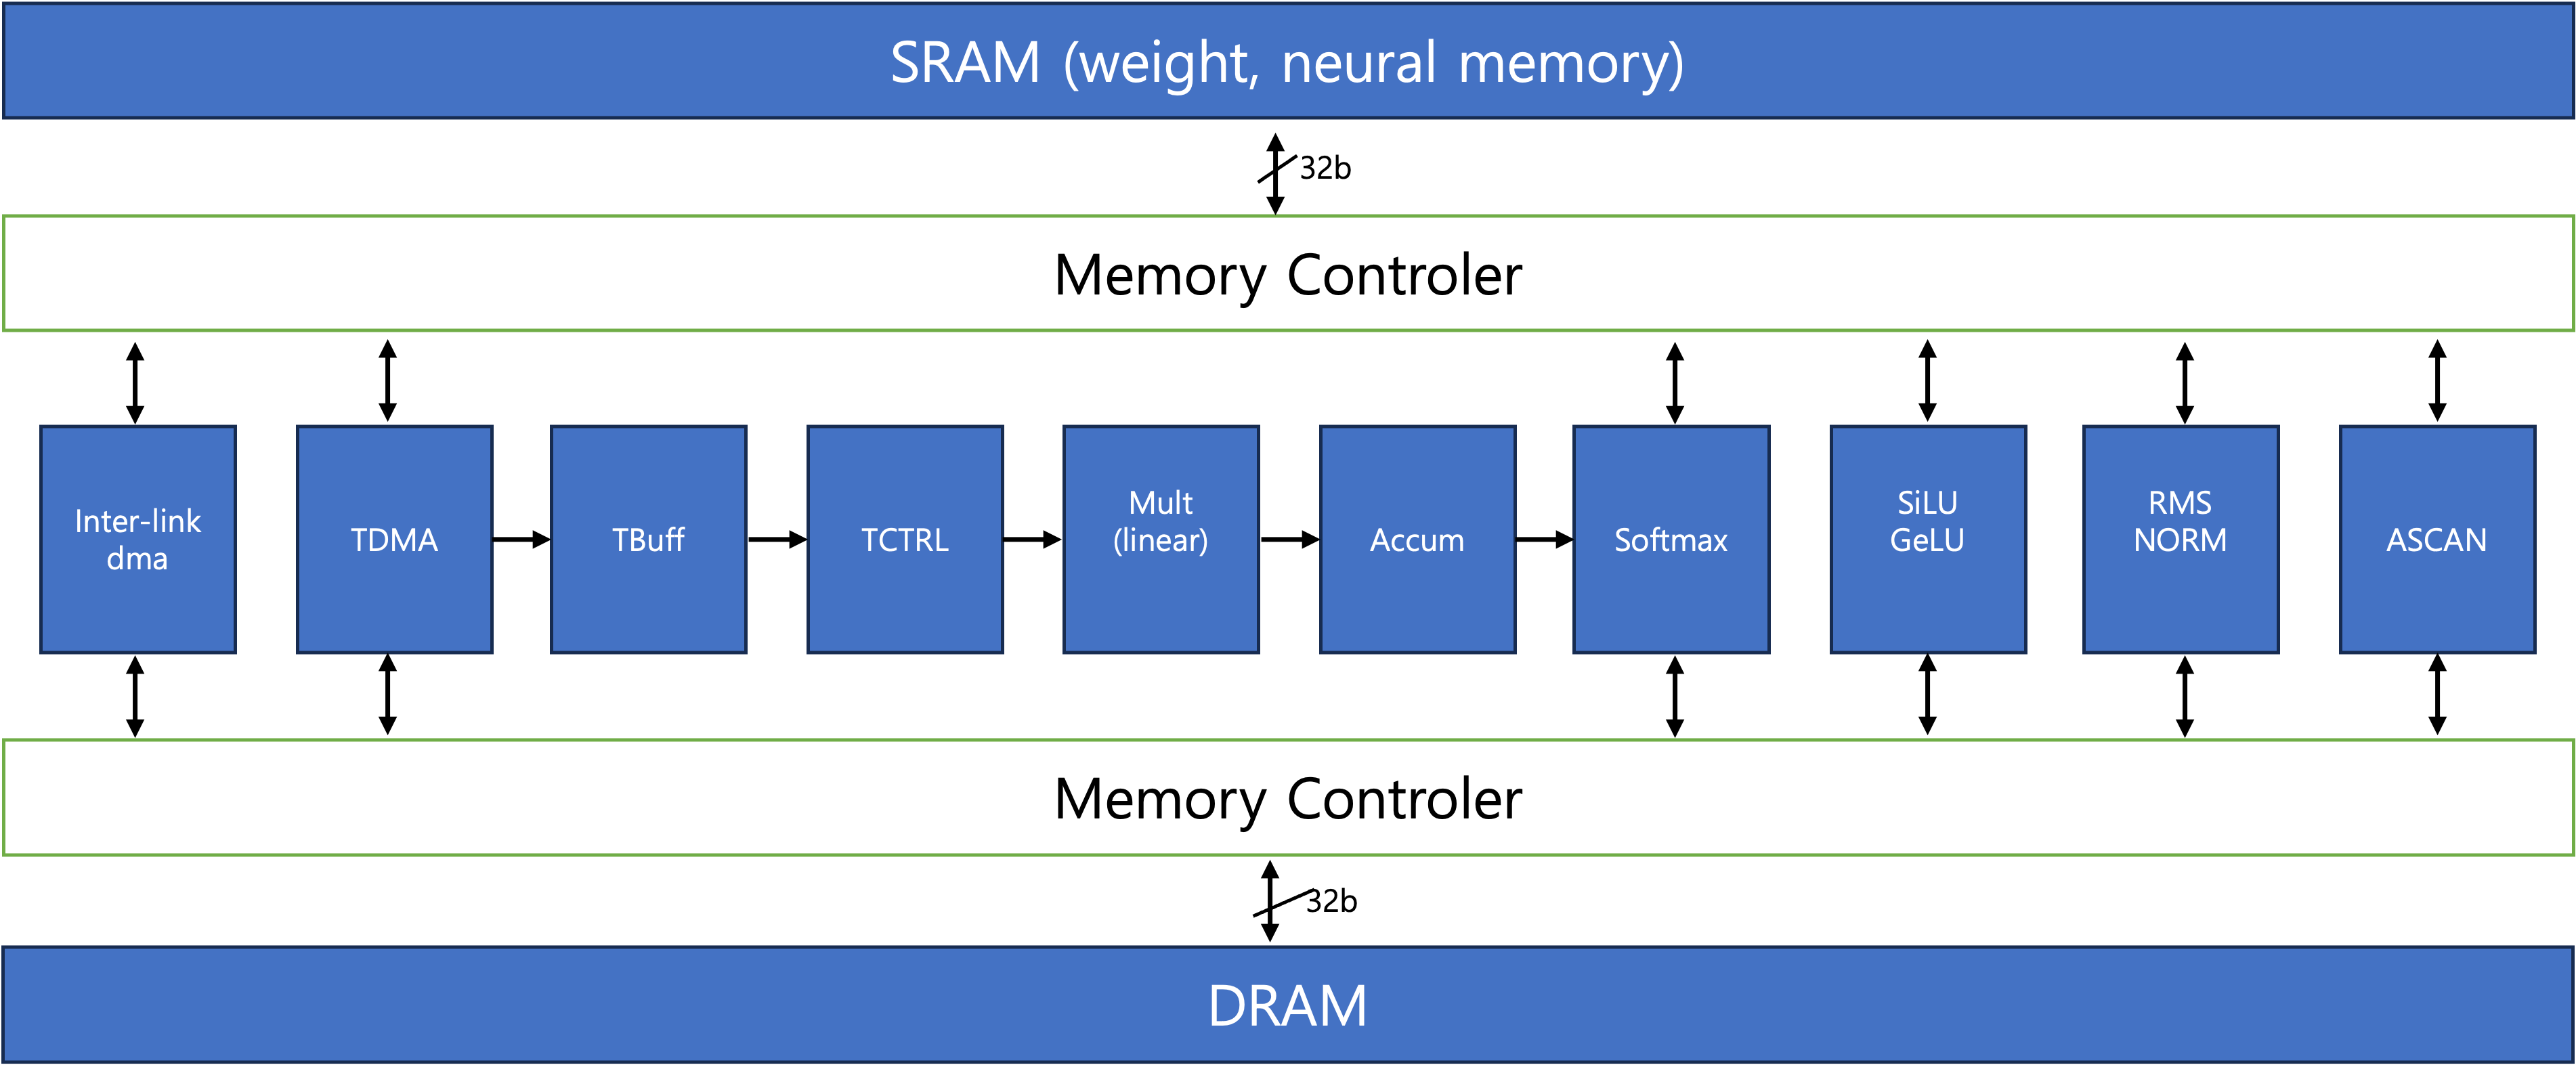 SRAM (weight, neural memory)
32b
Memory Controler
Inter-link
dma
TDMA
TBuff
TCTRL
Mult
(linear)
Accum
Softmax
SiLU
GeLU
RMS
NORM
ASCAN
Memory Controler
32b
DRAM